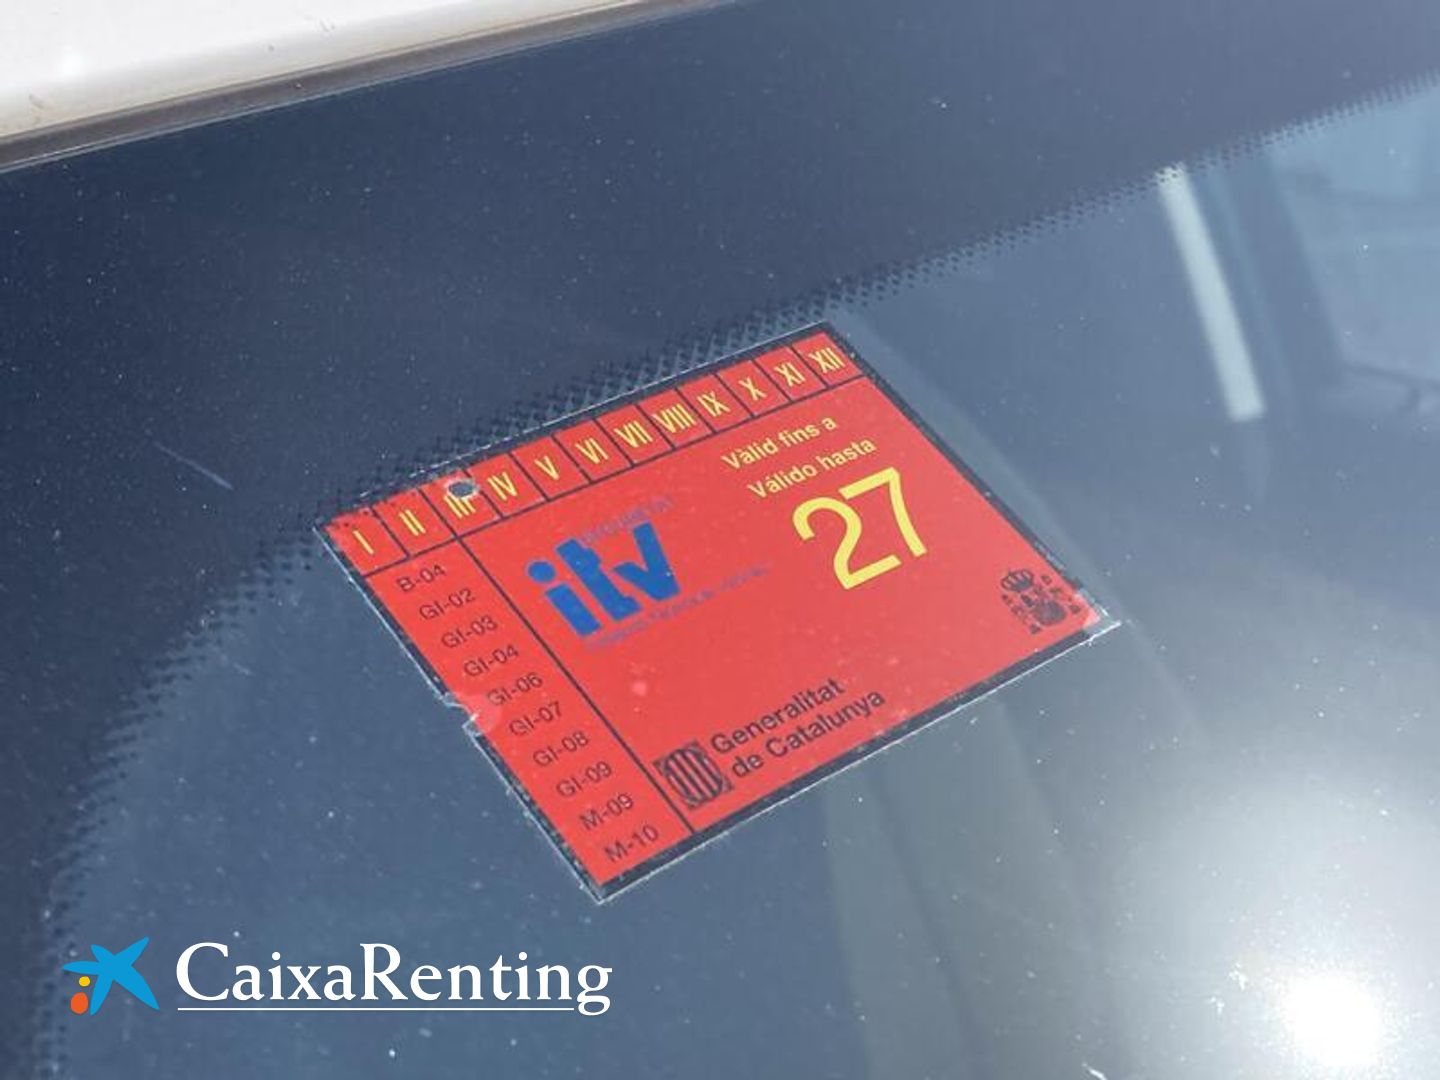 I II III IV V VI VII VIII IX X XI XII
Vàlid fins a
Válido hasta
27
itv
B-04
GI-02
GI-03
GI-04
GI-06
GI-07
GI-08
GI-09
M-09
M-10
Generalitat
de Catalunya
CaixaRenting